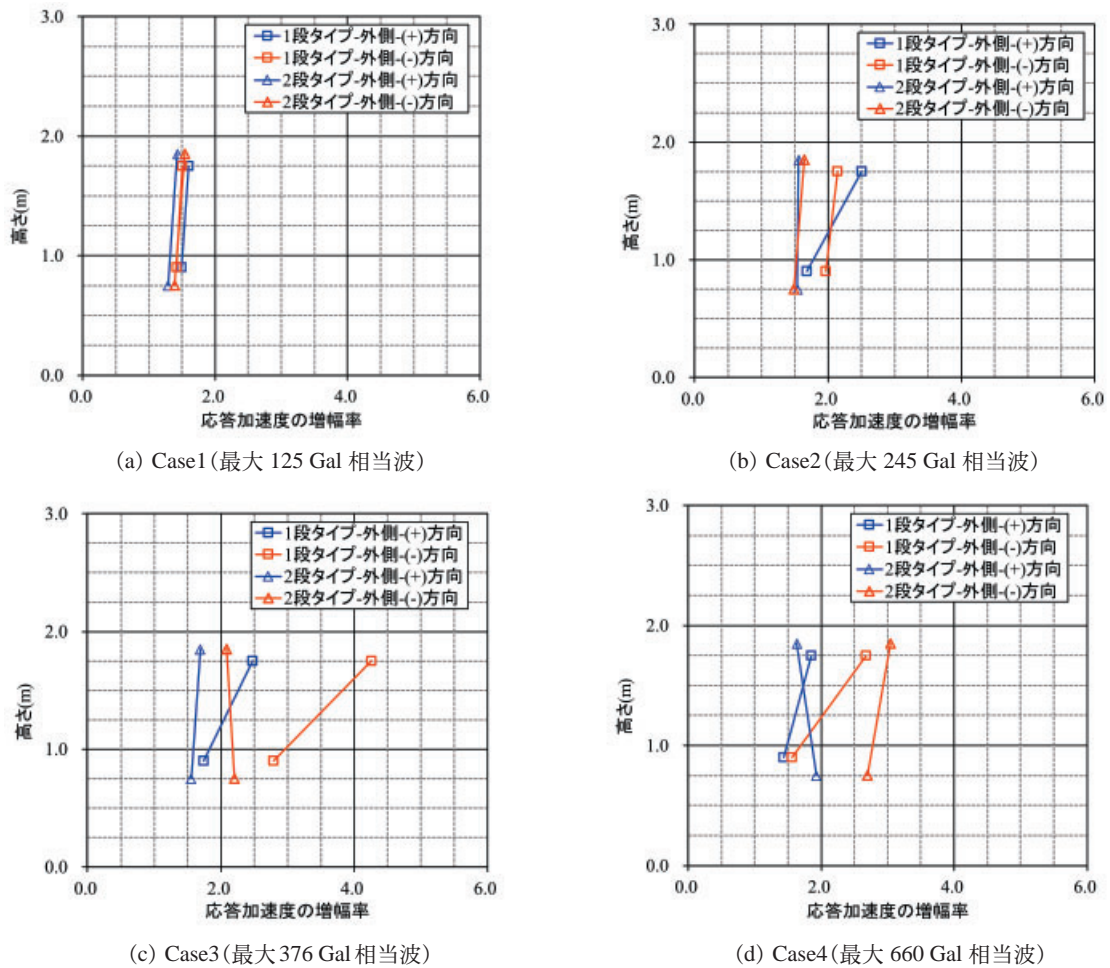 3.0
2.0
1.0
0.0
高さ(m)
1段タイプ-外側-(+)方向
1段タイプ-外側-(-)方向
2段タイプ-外側-(+)方向
2段タイプ-外側-(-)方向
0.0 2.0 4.0 6.0
応答加速度の増幅率
(a) Case1(最大 125 Gal 相当波)
3.0
2.0
1.0
0.0
高さ(m)
1段タイプ-外側-(+)方向
1段タイプ-外側-(-)方向
2段タイプ-外側-(+)方向
2段タイプ-外側-(-)方向
0.0 2.0 4.0 6.0
応答加速度の増幅率
(b) Case2(最大 245 Gal 相当波)
3.0
2.0
1.0
0.0
高さ(m)
1段タイプ-外側-(+)方向
1段タイプ-外側-(-)方向
2段タイプ-外側-(+)方向
2段タイプ-外側-(-)方向
0.0 2.0 4.0 6.0
応答加速度の増幅率
(c) Case3(最大 376 Gal 相当波)
3.0
2.0
1.0
0.0
高さ(m)
1段タイプ-外側-(+)方向
1段タイプ-外側-(-)方向
2段タイプ-外側-(+)方向
2段タイプ-外側-(-)方向
0.0 2.0 4.0 6.0
応答加速度の増幅率
(d) Case4(最大 660 Gal 相当波)